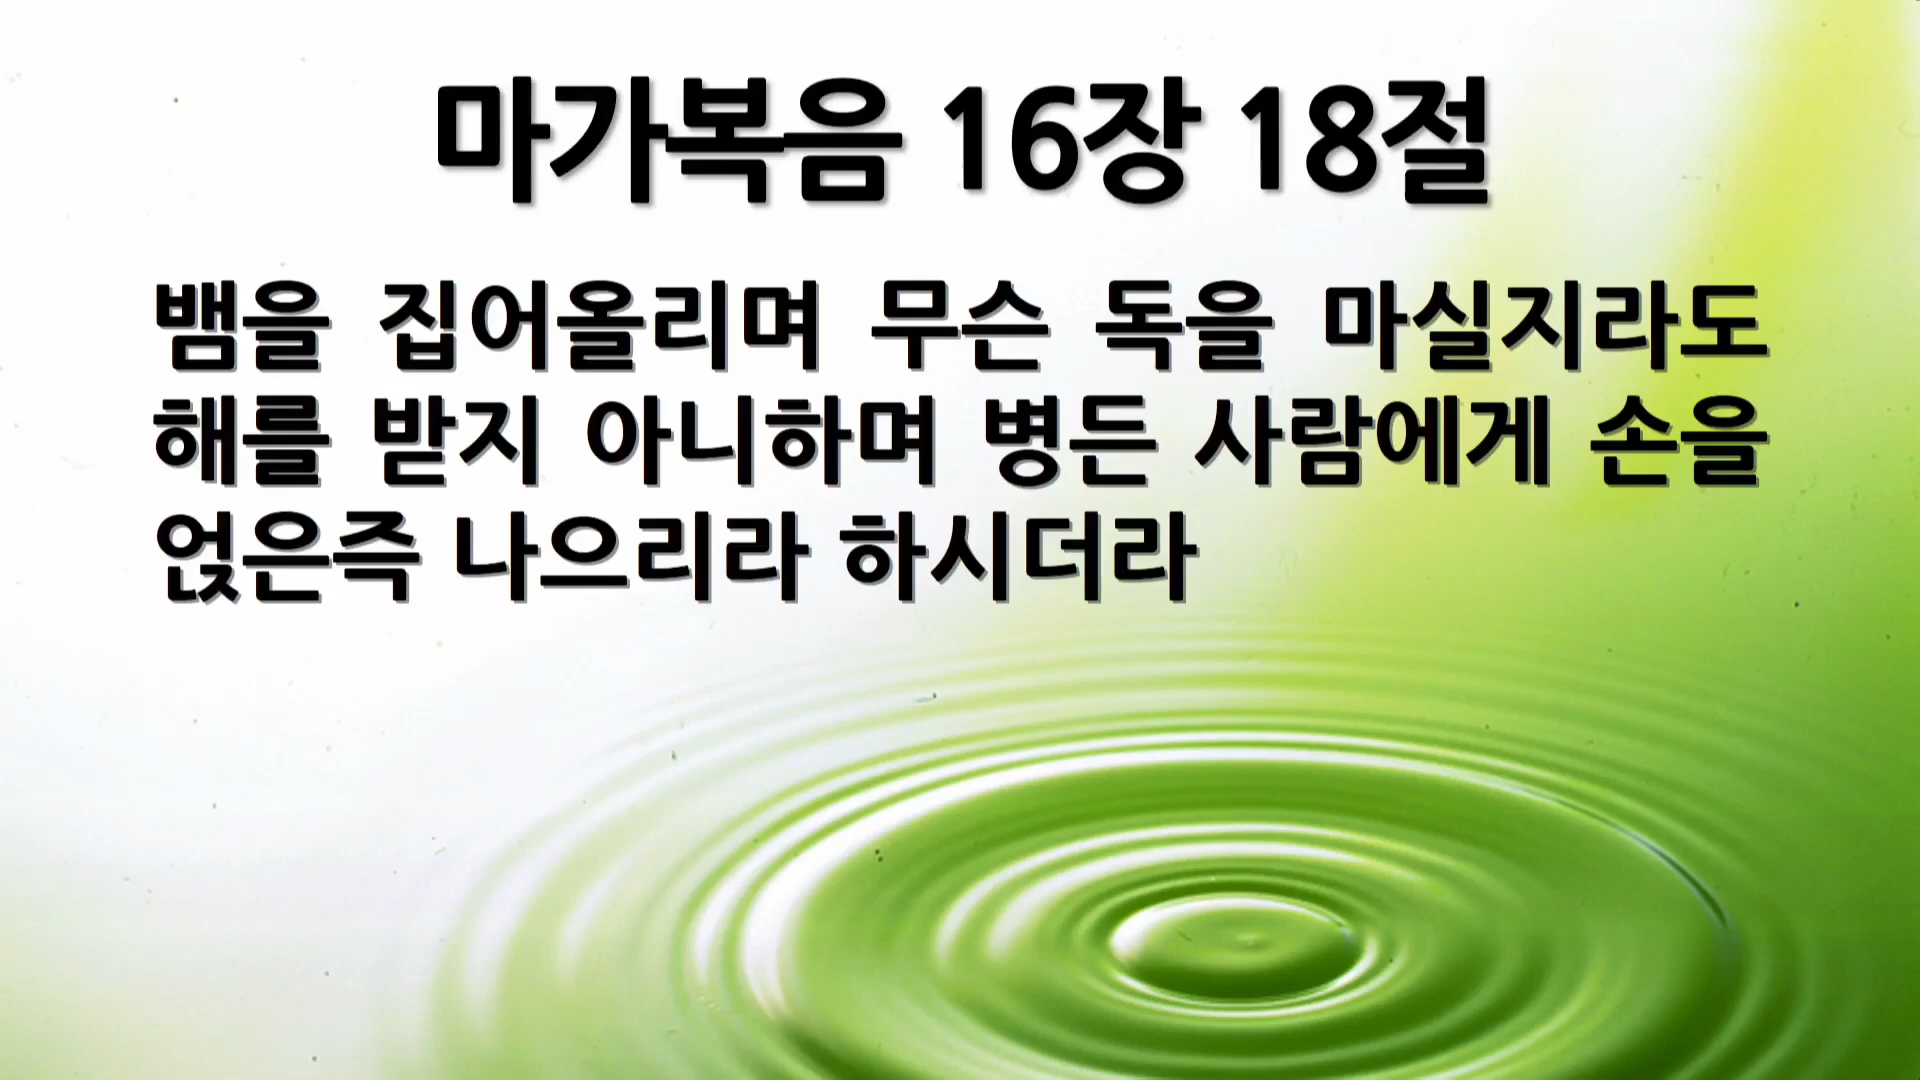 마가복음 16장 18절
뱀을 집어올리며 무슨 독을 마실지라도
해를 받지 아니하며 병든 사람에게 손을
얹은즉 나으리라 하시더라